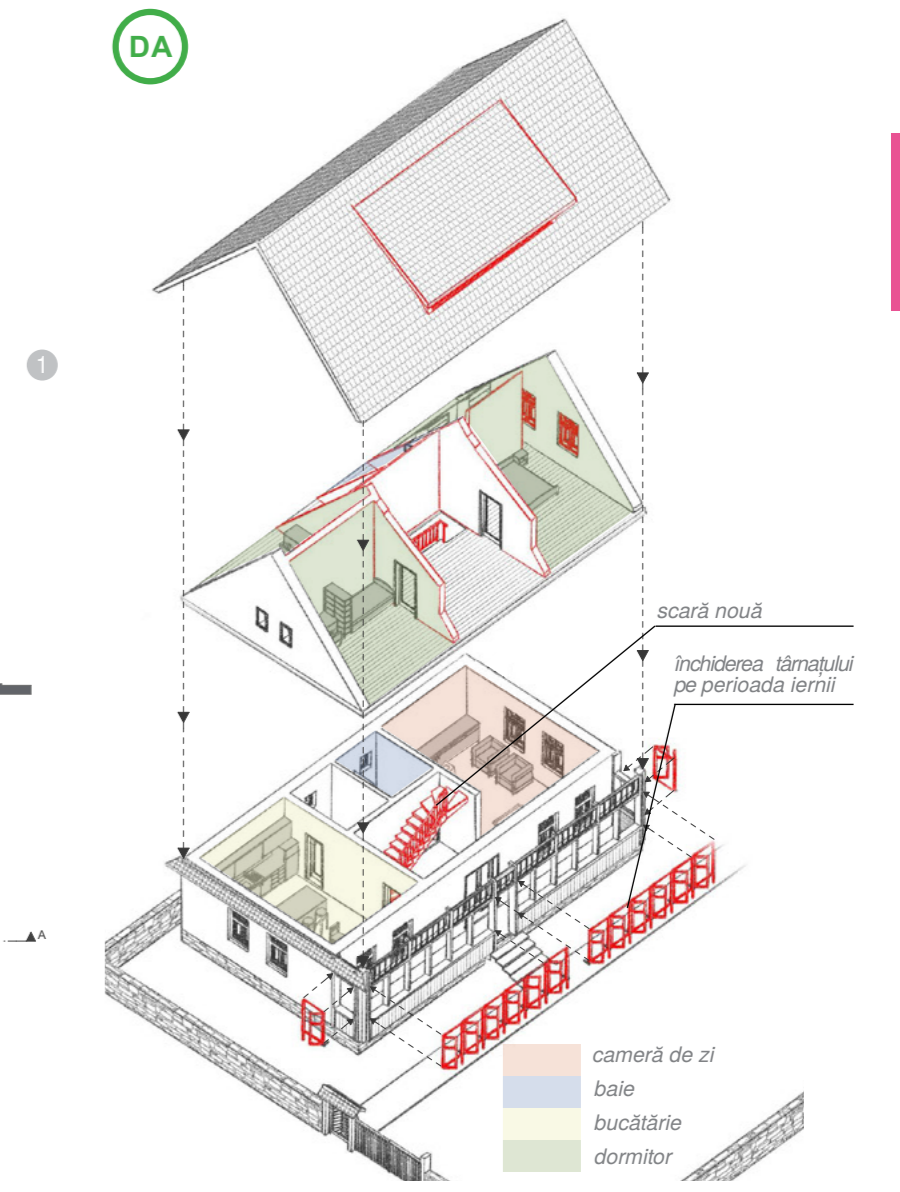 DA
1
scară nouă
închiderea târnațului
pe perioada iernii
A
cameră de zi
baie
bucătărie
dormitor